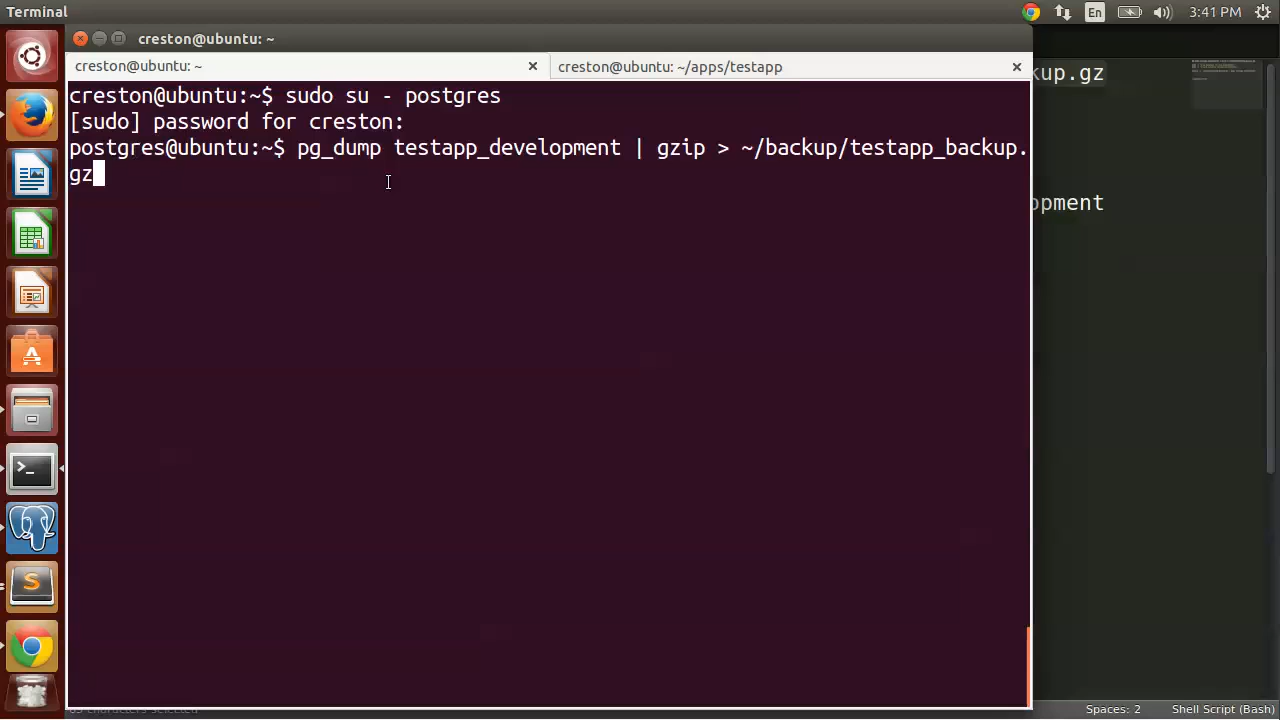 Terminal
En
3:41 PM
creston@ubuntu: ~
creston@ubuntu: ~
creston@ubuntu: ~/apps/testapp
creston@ubuntu:~$ sudo su - postgres
[sudo] password for creston:
postgres@ubuntu:~$ pg_dump testapp_development | gzip > ~/backup/testapp_backup.
gz
kup.gz
opment
Spaces: 2
Shell Script (Bash)